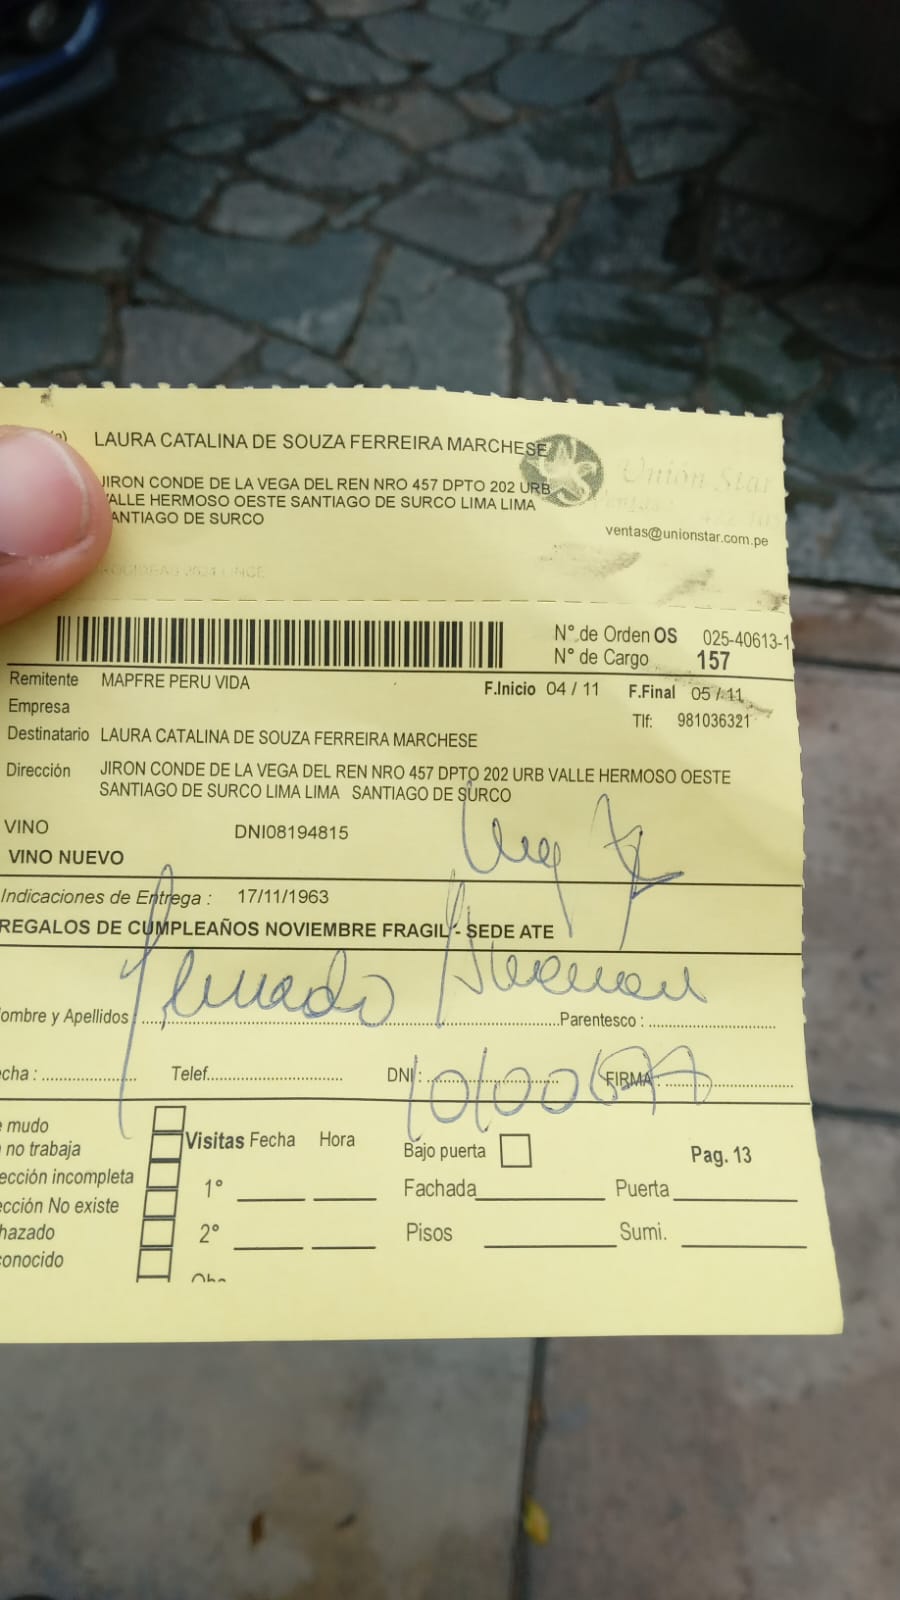 LAURA CATALINA DE SOUZA FERREIRA MARCHESE
JIRON CONDE DE LA VEGA DEL REN NRO 457 DPTO 202 URB
VALLE HERMOSO OESTE SANTIAGO DE SURCO LIMA LIMA
SANTIAGO DE SURCO
Unión Star
ventas@unionstar.com.pe
N° de Orden OS 025-40613-1
N° de Cargo 157
Remitente MAPFRE PERU VIDA
F.Inicio 04 / 11 F.Final 05 / 11
Empresa
Tlf: 981036321
Destinatario LAURA CATALINA DE SOUZA FERREIRA MARCHESE
Dirección JIRON CONDE DE LA VEGA DEL REN NRO 457 DPTO 202 URB VALLE HERMOSO OESTE
SANTIAGO DE SURCO LIMA LIMA SANTIAGO DE SURCO
VINO DNI08194815
VINO NUEVO
Indicaciones de Entrega : 17/11/1963
REGALOS DE CUMPLEAÑOS NOVIEMBRE FRAGIL - SEDE ATE
ombre y Apellidos Parentesco :
cha : Telef. DNI : FIRMA :
mudo
no trabaja
ección incompleta
ección No existe
hazado
onocido
Visitas Fecha Hora
1°
2°
Bajo puerta
Pag. 13
Fachada Puerta
Pisos Sumi.